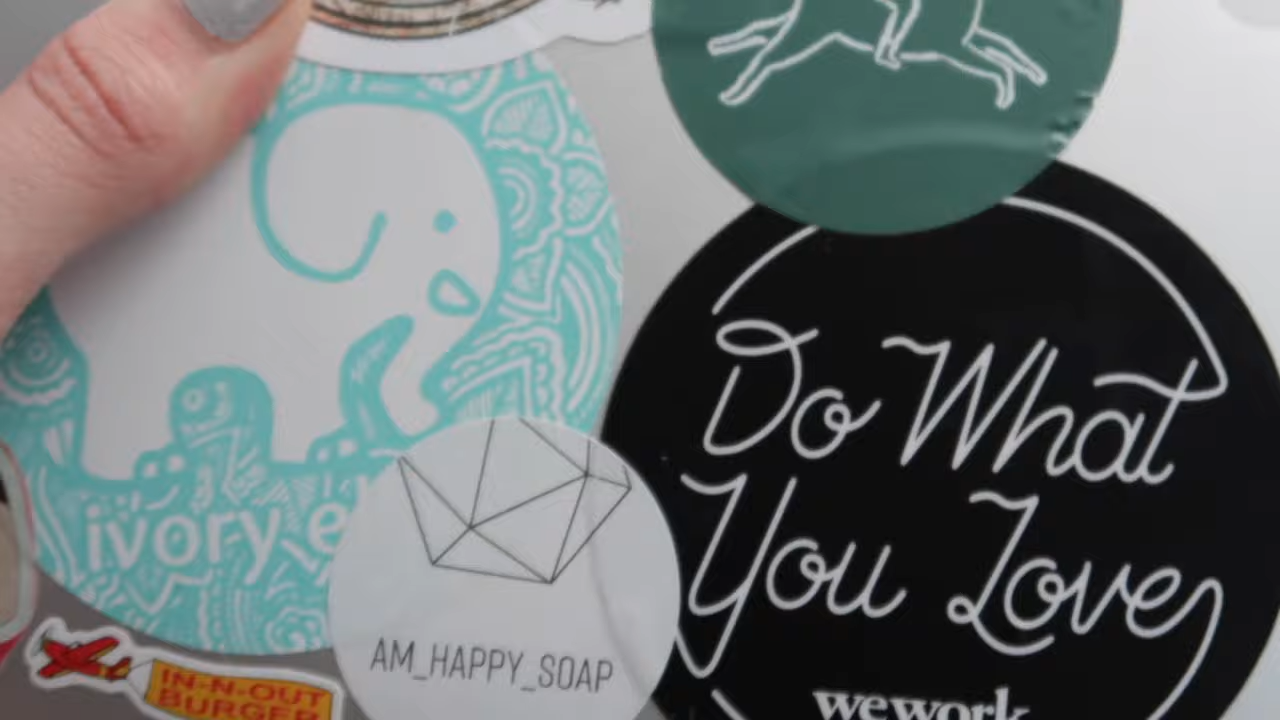 Do What
You Love
wework
ivory e
AM_HAPPY_SOAP
IN-N-OUT
BURGER